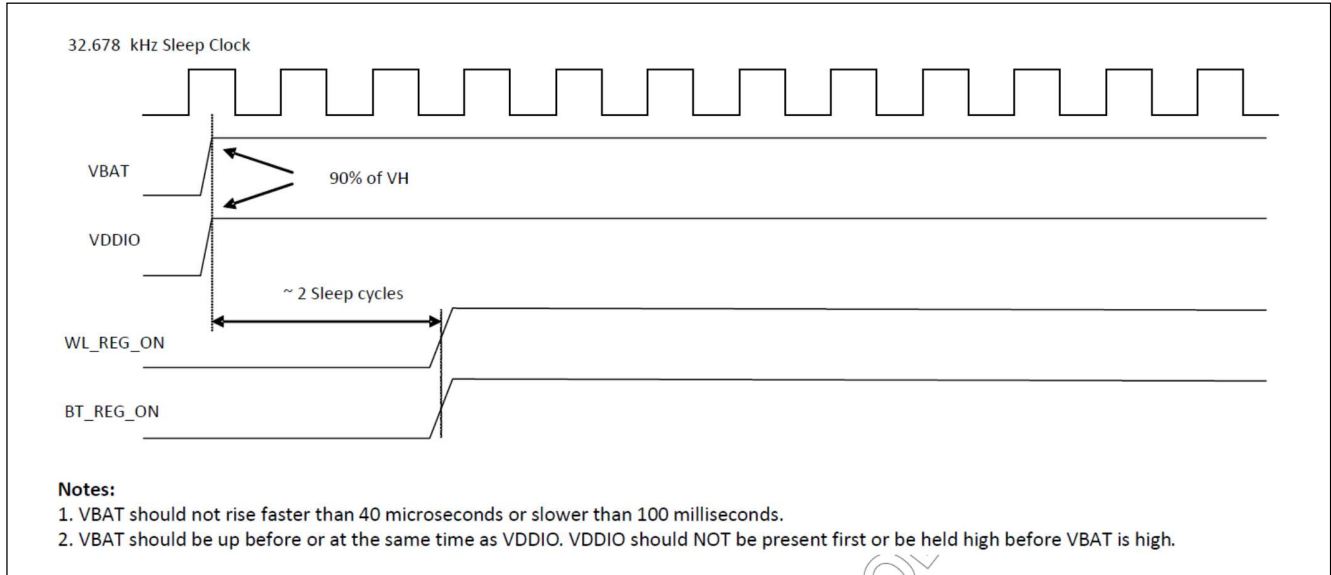 32.678 kHz Sleep Clock
VBAT
90% of VH
VDDIO
~ 2 Sleep cycles
WL_REG_ON
BT_REG_ON
Notes:
1. VBAT should not rise faster than 40 microseconds or slower than 100 milliseconds.
2. VBAT should be up before or at the same time as VDDIO. VDDIO should NOT be present first or be held high before VBAT is high.